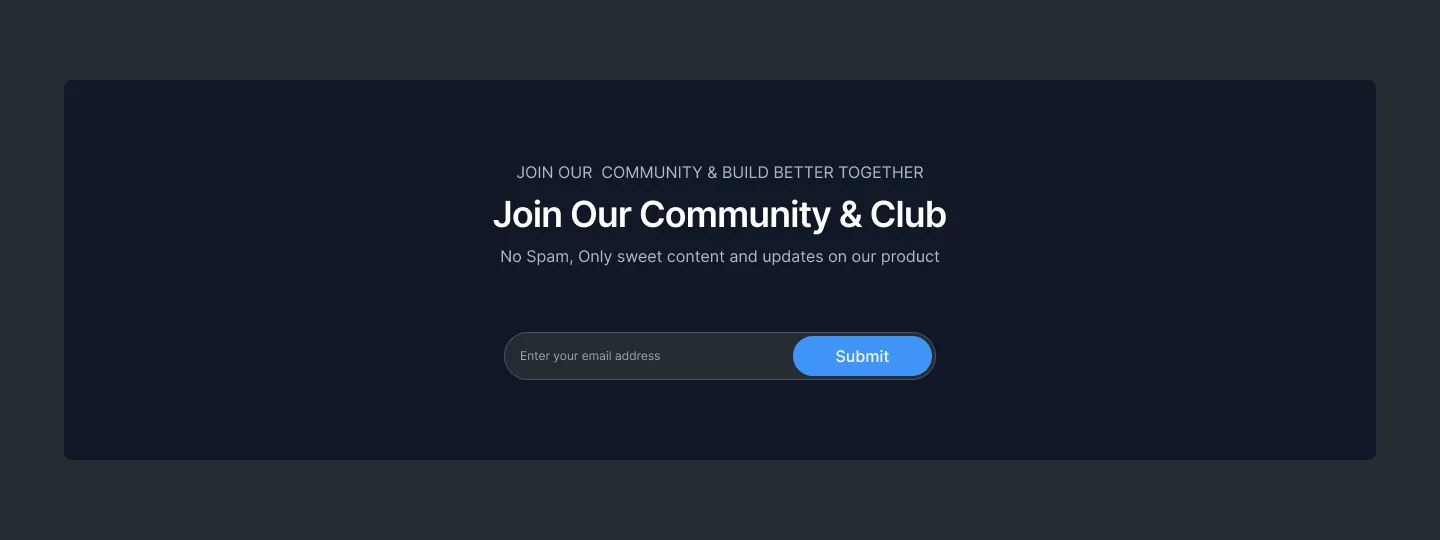 JOIN OUR  COMMUNITY & BUILD BETTER TOGETHER
Join Our Community & Club
No Spam, Only sweet content and updates on our product
Enter your email address
Submit